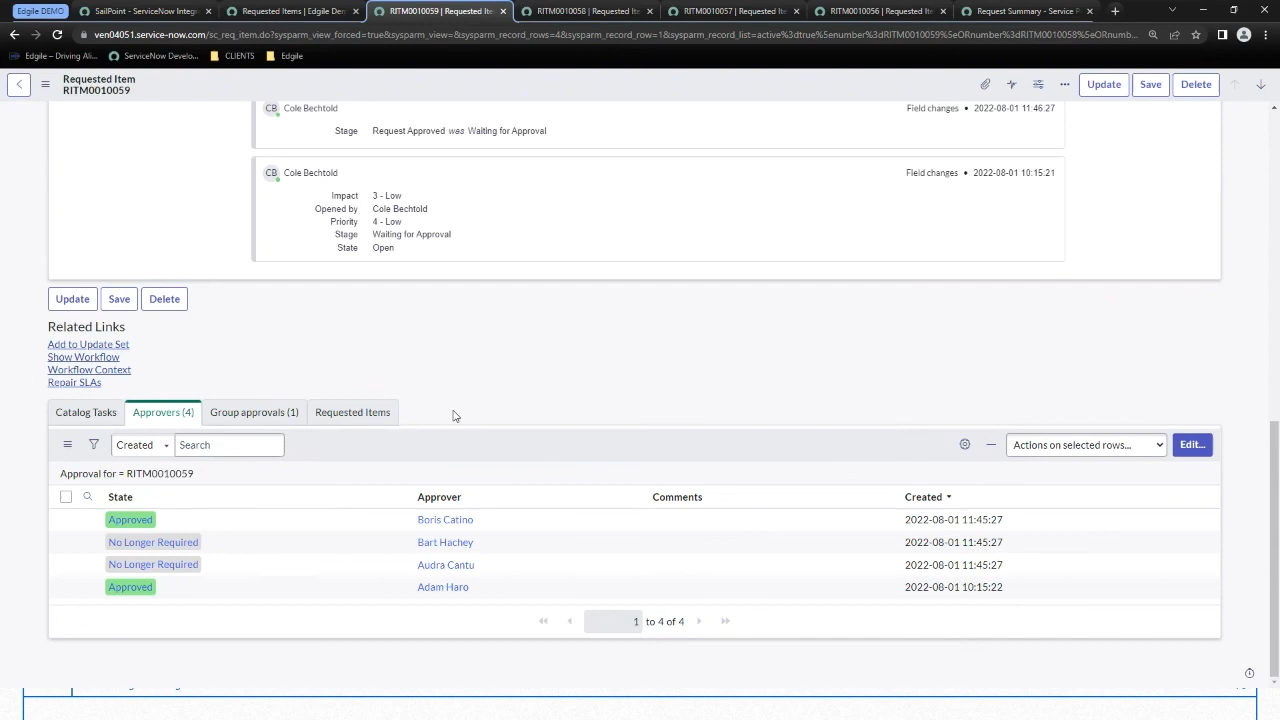 Edgile DEMO
SailPoint - ServiceNow Integr
Requested Items | Edgile Dem
RITM0010059 | Requested Ite
RITM0010058 | Requested Ite
RITM0010057 | Requested Ite
RITM0010056 | Requested Ite
Request Summary - Service P
ven04051.service-now.com/sc_req_item.do?sysparm_view_forced=true&sysparm_view=&sysparm_record_rows=4&sysparm_record_row=1&sysparm_record_list=active%3dtrue%5enumber%3dRITM0010059%5eORnumber%3dRITM0010058%5eORnumb...
Edgile – Driving Ali...
ServiceNow Develo...
CLIENTS
Edgile
Requested Item
RITM0010059
Update
Save
Delete
CB Cole Bechtold
Field changes • 2022-08-01 11:46:27
Stage Request Approved was Waiting for Approval
CB Cole Bechtold
Field changes • 2022-08-01 10:15:21
Impact 3 - Low
Opened by Cole Bechtold
Priority 4 - Low
Stage Waiting for Approval
State Open
Update
Save
Delete
Related Links
Add to Update Set
Show Workflow
Workflow Context
Repair SLAs
Catalog Tasks
Approvers (4)
Group approvals (1)
Requested Items
Created
Search
Actions on selected rows...
Edit...
Approval for = RITM0010059
State Approver Comments Created
Approved Boris Catino 2022-08-01 11:45:27
No Longer Required Bart Hachey 2022-08-01 11:45:27
No Longer Required Audra Cantu 2022-08-01 11:45:27
Approved Adam Haro 2022-08-01 10:15:22
1 to 4 of 4